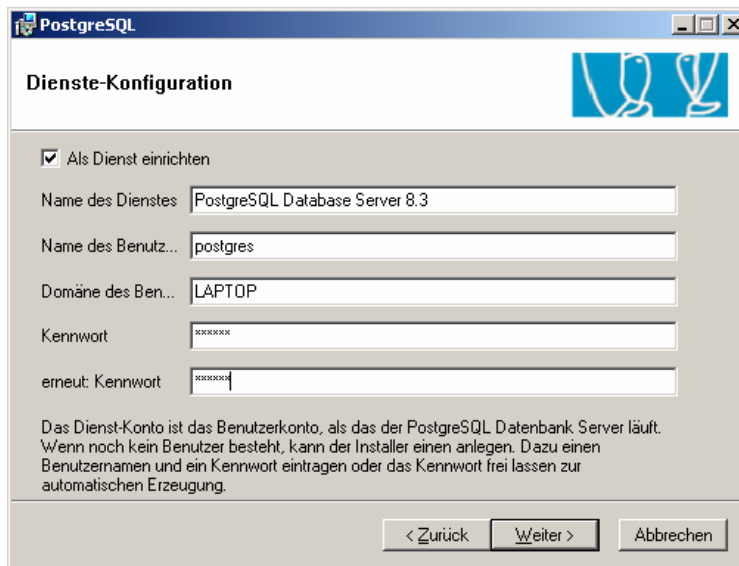 PostgreSQL
Dienste-Konfiguration
Als Dienst einrichten
Name des Dienstes PostgreSQL Database Server 8.3
Name des Benutz... postgres
Domäne des Ben... LAPTOP
Kennwort ××××××
erneut: Kennwort ××××××
Das Dienst-Konto ist das Benutzerkonto, als das der PostgreSQL Datenbank Server läuft.
Wenn noch kein Benutzer besteht, kann der Installer einen anlegen. Dazu einen
Benutzernamen und ein Kennwort eintragen oder das Kennwort frei lassen zur
automatischen Erzeugung.
< Zurück Weiter > Abbrechen